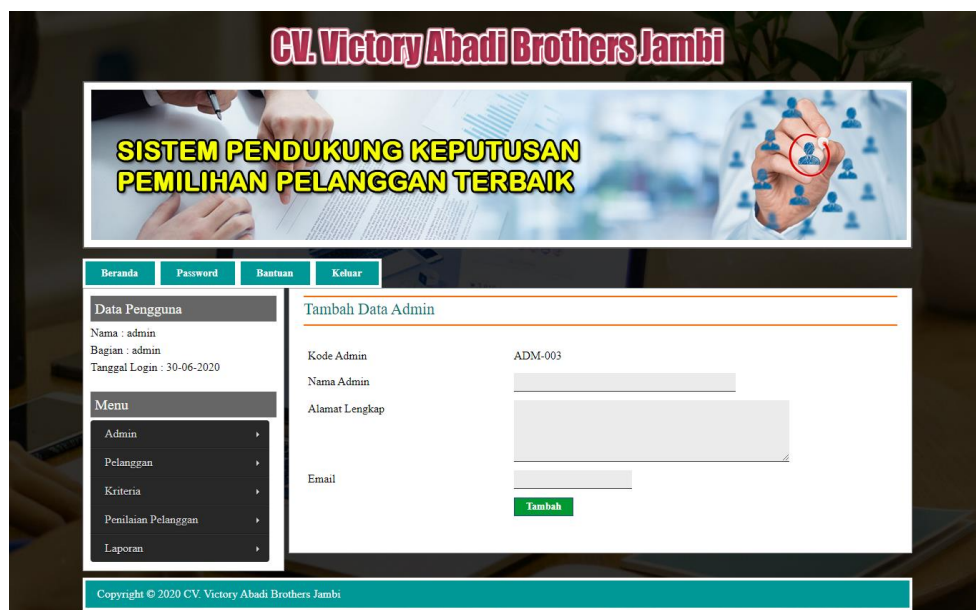 CV. Victory Abadi Brothers Jambi
SISTEM PENDUKUNG KEPUTUSAN
PEMILIHAN PELANGGAN TERBAIK
Beranda Password Bantuan Keluar
Data Pengguna
Nama : admin
Bagian : admin
Tanggal Login : 30-06-2020
Menu
Admin
Pelanggan
Kriteria
Penilaian Pelanggan
Laporan
Tambah Data Admin
Kode Admin ADM-003
Nama Admin
Alamat Lengkap
Email
Tambah
Copyright © 2020 CV. Victory Abadi Brothers Jambi